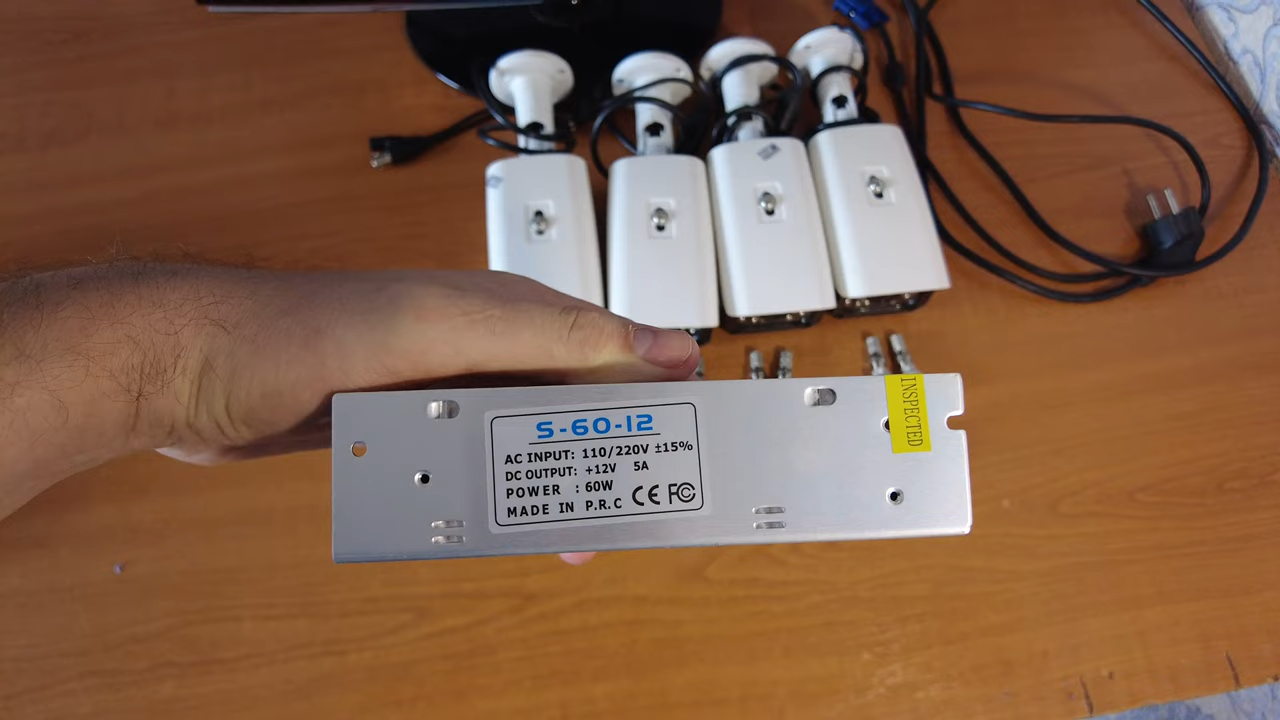 S-60-12
AC INPUT: 110/220V ±15%
DC OUTPUT: +12V 5A
POWER : 60W
MADE IN P.R.C CE FC
INSPECTED